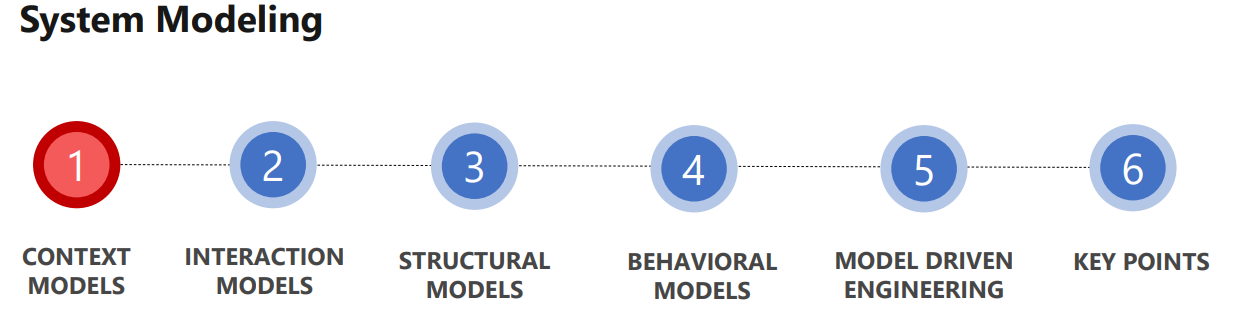 System Modeling
1
2
3
4
5
6
CONTEXT
MODELS
INTERACTION
MODELS
STRUCTURAL
MODELS
BEHAVIORAL
MODELS
MODEL DRIVEN
ENGINEERING
KEY POINTS